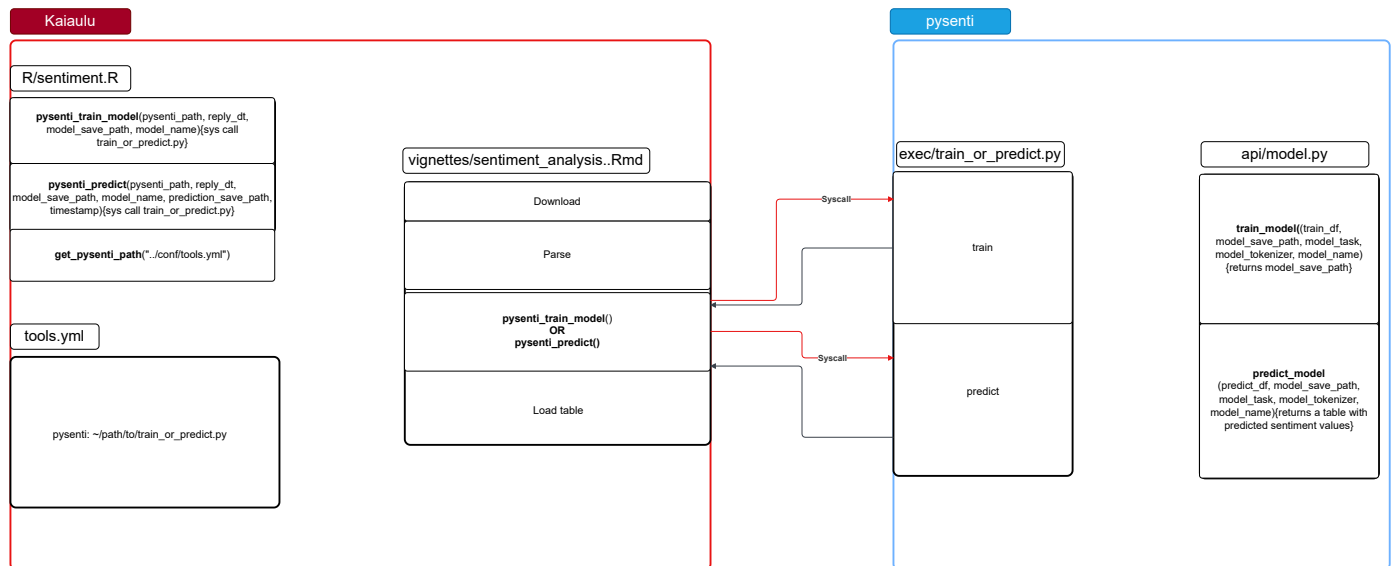 Kaiaulu
pysenti
R/sentiment.R
pysenti_train_model(pysenti_path, reply_dt,
model_save_path, model_name){sys call
train_or_predict.py}
pysenti_predict(pysenti_path, reply_dt,
model_save_path, model_name, prediction_save_path,
timestamp){sys call train_or_predict.py}
get_pysenti_path("../conf/tools.yml")
tools.yml
pysenti: ~/path/to/train_or_predict.py
vignettes/sentiment_analysis..Rmd
Download
Parse
pysenti_train_model()
OR
pysenti_predict()
Load table
Syscall
Syscall
exec/train_or_predict.py
train
predict
api/model.py
train_model((train_df,
model_save_path, model_task,
model_tokenizer, model_name)
{returns model_save_path}
predict_model
(predict_df, model_save_path,
model_task, model_tokenizer,
model_name){returns a table with
predicted sentiment values}